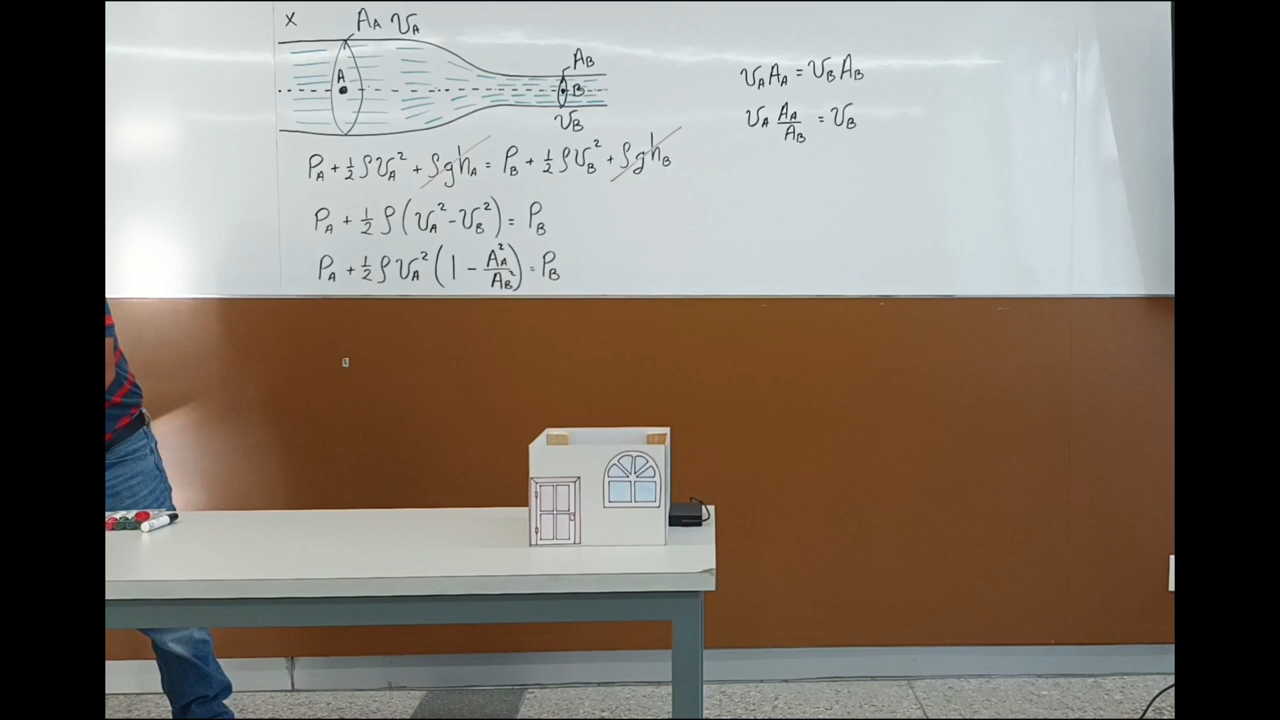 x
A_A v_A
A
A_B
B
v_B
P_A + ½ρv_A² + ρgh_A = P_B + ½ρv_B² + ρgh_B
P_A + ½ρ(v_A² - v_B²) = P_B
P_A + ½ρv_A²(1 - A_A²/A_B²) = P_B
v_A A_A = v_B A_B
v_A A_A/A_B = v_B